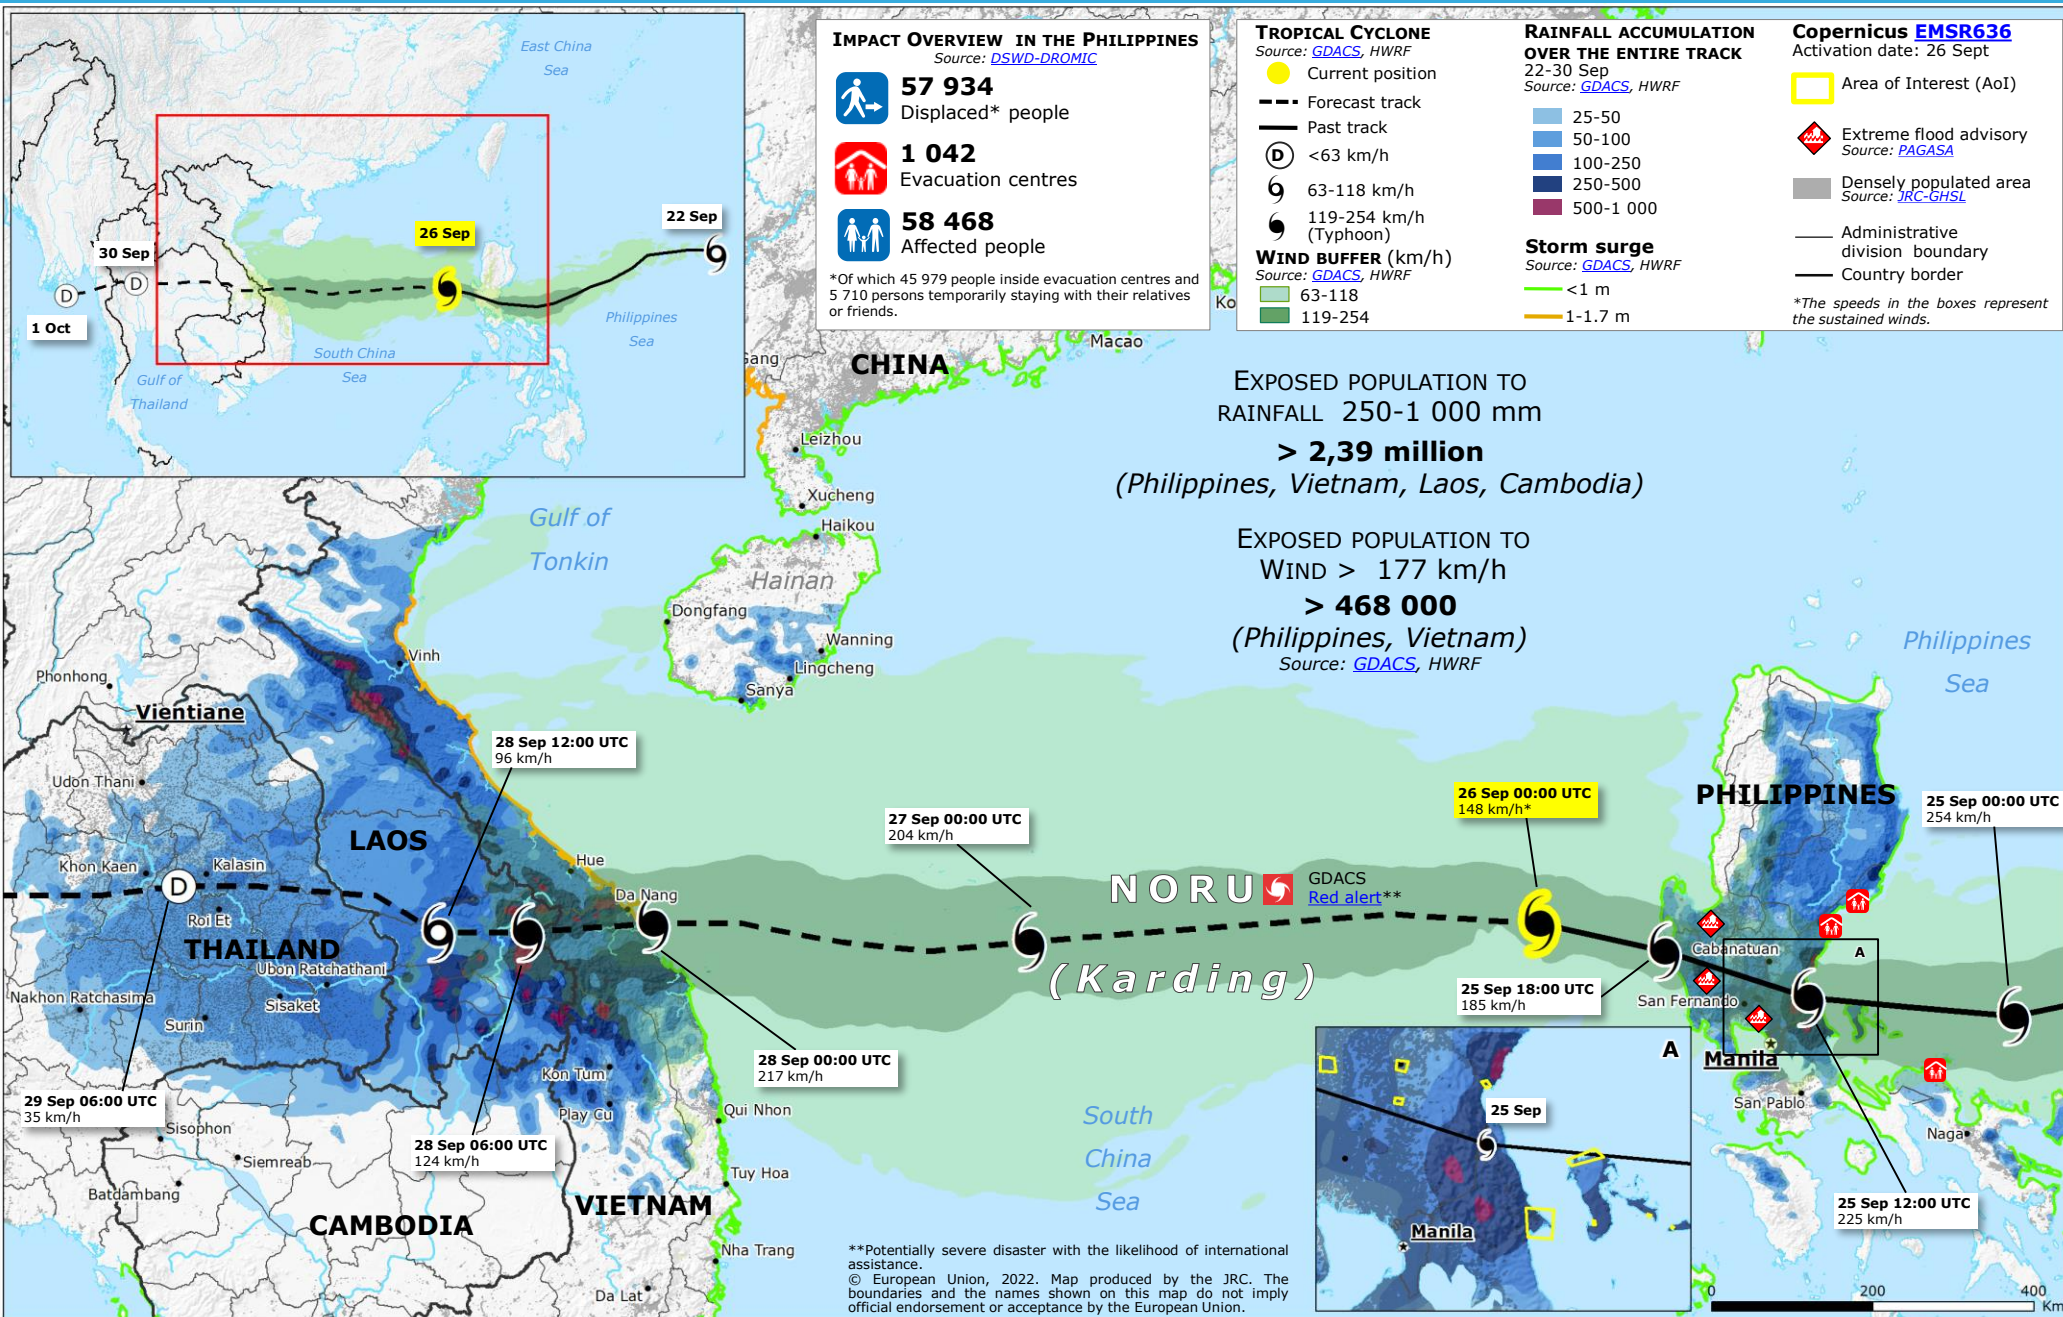 East China
Sea
22 Sep
26 Sep
30 Sep
D
D
1 Oct
Philippines
Sea
South China
Sea
Gulf of
Thailand
IMPACT OVERVIEW IN THE PHILIPPINES
Source: DSWD-DROMIC
57 934
Displaced* people
1 042
Evacuation centres
58 468
Affected people
*Of which 45 979 people inside evacuation centres and
5 710 persons temporarily staying with their relatives
or friends.
TROPICAL CYCLONE
Source: GDACS, HWRF
Current position
Forecast track
Past track
D <63 km/h
63-118 km/h
119-254 km/h
(Typhoon)
WIND BUFFER (km/h)
Source: GDACS, HWRF
63-118
119-254
RAINFALL ACCUMULATION
OVER THE ENTIRE TRACK
22-30 Sep
Source: GDACS, HWRF
25-50
50-100
100-250
250-500
500-1 000
Storm surge
Source: GDACS, HWRF
<1 m
1-1.7 m
Copernicus EMSR636
Activation date: 26 Sept
Area of Interest (AoI)
Extreme flood advisory
Source: PAGASA
Densely populated area
Source: JRC-GHSL
Administrative
division boundary
Country border
*The speeds in the boxes represent
the sustained winds.
Ko
Macao
CHINA
Leizhou
Xucheng
Haikou
Hainan
Dongfang
Wanning
Lingcheng
Sanya
Gulf of
Tonkin
EXPOSED POPULATION TO
RAINFALL 250-1 000 mm
> 2,39 million
(Philippines, Vietnam, Laos, Cambodia)
EXPOSED POPULATION TO
WIND > 177 km/h
> 468 000
(Philippines, Vietnam)
Source: GDACS, HWRF
Philippines
Sea
Vinh
Phonhong
Vientiane
Udon Thani
28 Sep 12:00 UTC
96 km/h
LAOS
Khon Kaen
Kalasin
D
Roi Et
THAILAND
Ubon Ratchathani
Nakhon Ratchasima
Sisaket
Surin
Hue
Da Nang
27 Sep 00:00 UTC
204 km/h
NORU
GDACS
Red alert**
(Karding)
26 Sep 00:00 UTC
148 km/h*
PHILIPPINES
25 Sep 00:00 UTC
254 km/h
Cabanatuan
A
San Fernando
Manila
San Pablo
Naga
25 Sep 18:00 UTC
185 km/h
28 Sep 00:00 UTC
217 km/h
29 Sep 06:00 UTC
35 km/h
28 Sep 06:00 UTC
124 km/h
Kon Tum
Play Cu
Qui Nhon
Tuy Hoa
VIETNAM
Nha Trang
Da Lat
Sisophon
Siemreab
Batdambang
CAMBODIA
South
China
Sea
A
25 Sep
Manila
25 Sep 12:00 UTC
225 km/h
**Potentially severe disaster with the likelihood of international
assistance.
© European Union, 2022. Map produced by the JRC. The
boundaries and the names shown on this map do not imply
official endorsement or acceptance by the European Union.
0 200 400
Km